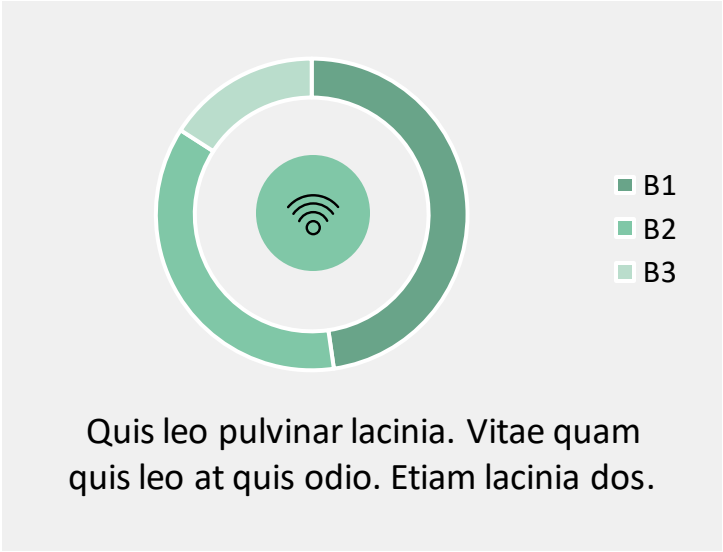 B1
B2
B3
Quis leo pulvinar lacinia. Vitae quam
quis leo at quis odio. Etiam lacinia dos.